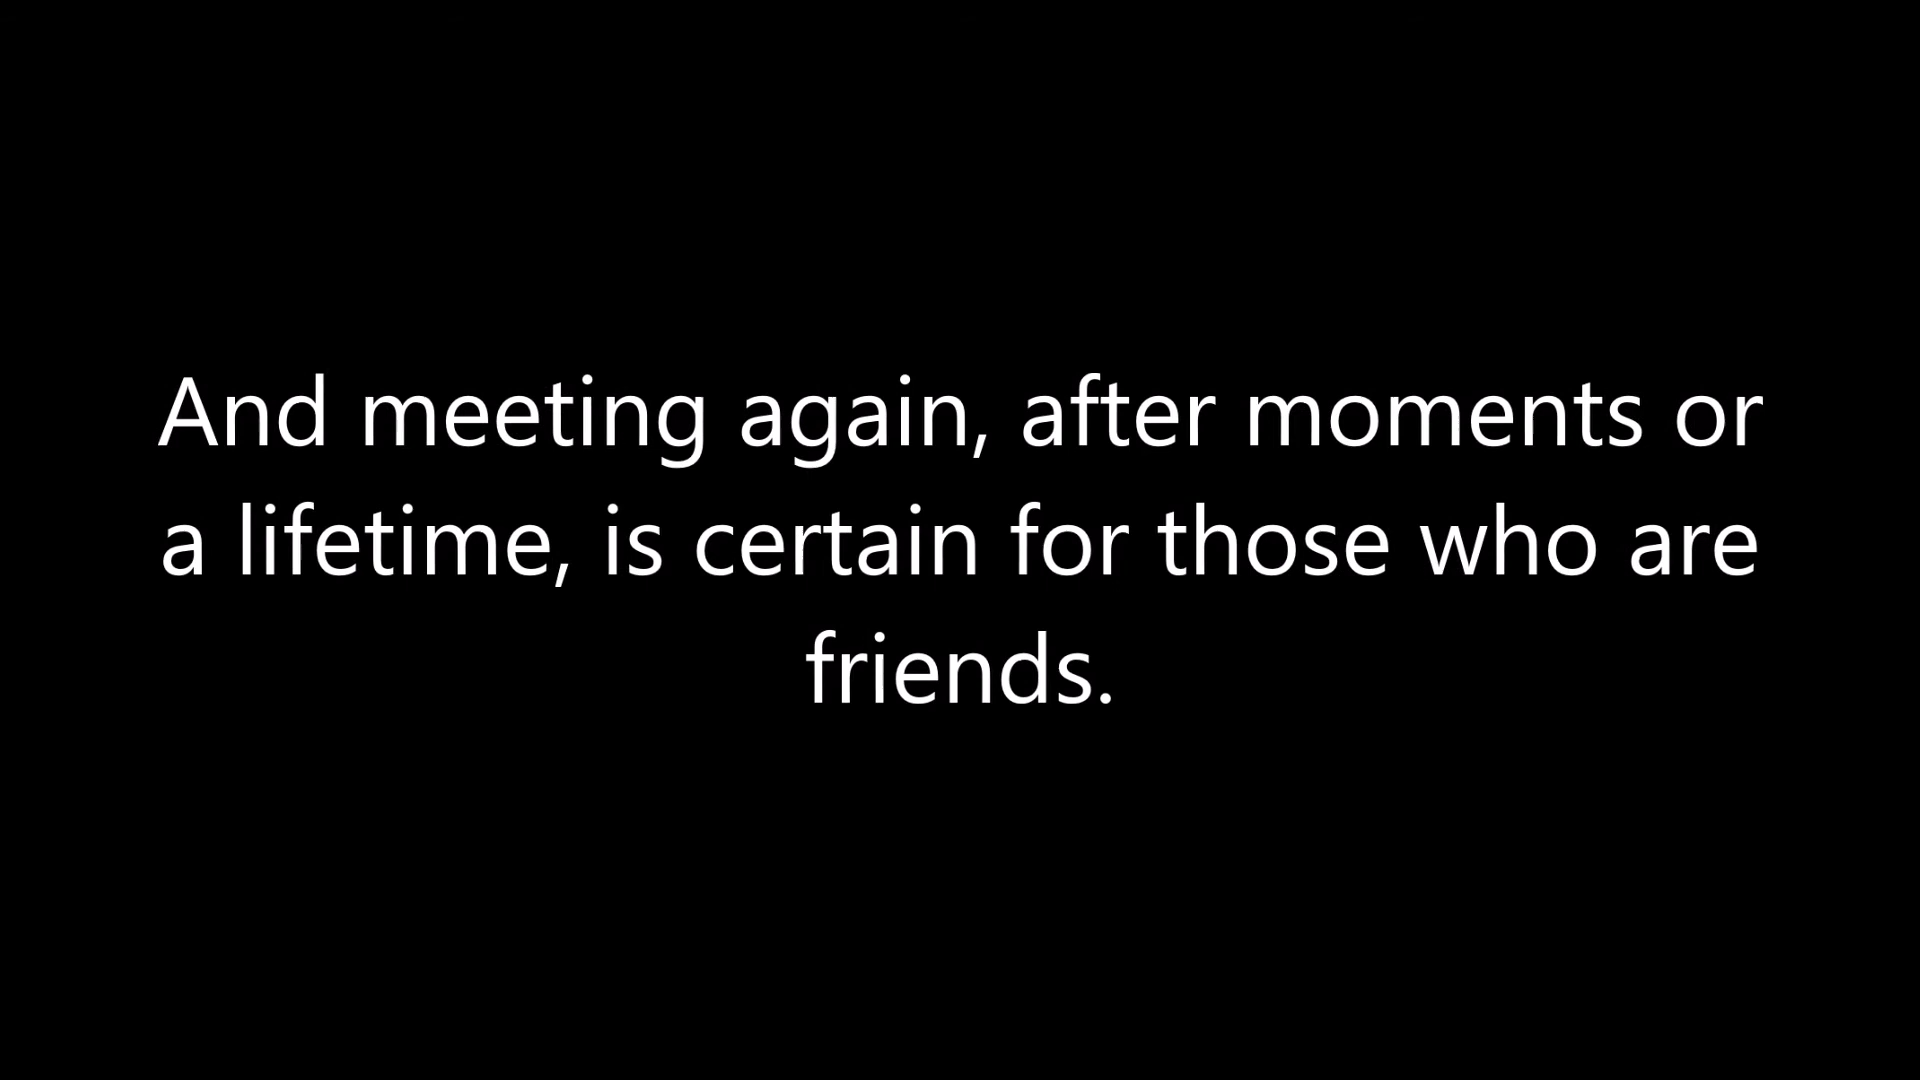 And meeting again, after moments or
a lifetime, is certain for those who are
friends.